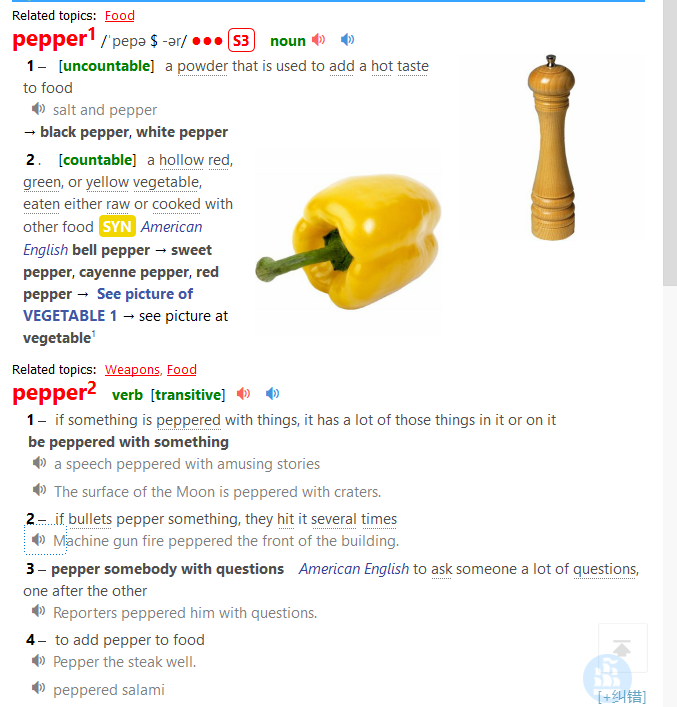 Related topics: Food
pepper1 /ˈpepə $ -ər/ ●●● S3 noun
1 – [uncountable] a powder that is used to add a hot taste
to food
salt and pepper
→ black pepper, white pepper
2 . [countable] a hollow red,
green, or yellow vegetable,
eaten either raw or cooked with
other food SYN American
English bell pepper → sweet
pepper, cayenne pepper, red
pepper → See picture of
VEGETABLE 1 → see picture at
vegetable1
Related topics: Weapons, Food
pepper2 verb [transitive]
1 – if something is peppered with things, it has a lot of those things in it or on it
be peppered with something
a speech peppered with amusing stories
The surface of the Moon is peppered with craters.
2 – if bullets pepper something, they hit it several times
Machine gun fire peppered the front of the building.
3 – pepper somebody with questions American English to ask someone a lot of questions,
one after the other
Reporters peppered him with questions.
4 – to add pepper to food
Pepper the steak well.
peppered salami
[+纠错]